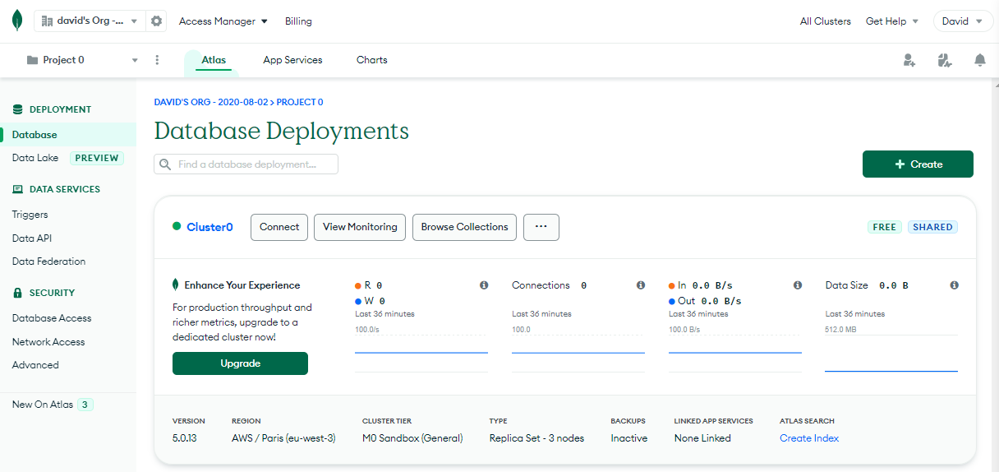 david's Org -... Access Manager Billing All Clusters Get Help David
Project 0 Atlas App Services Charts
DEPLOYMENT
Database
Data Lake PREVIEW
DATA SERVICES
Triggers
Data API
Data Federation
SECURITY
Database Access
Network Access
Advanced
New On Atlas 3
DAVID'S ORG - 2020-08-02 > PROJECT 0
Database Deployments
Find a database deployment...
+ Create
Cluster0 Connect View Monitoring Browse Collections ... FREE SHARED
Enhance Your Experience
For production throughput and
richer metrics, upgrade to a
dedicated cluster now!
Upgrade
R 0
W 0
Last 36 minutes
100.0/s
Connections 0
Last 36 minutes
100.0
In 0.0 B/s
Out 0.0 B/s
Last 36 minutes
100.0 B/s
Data Size 0.0 B
Last 36 minutes
512.0 MB
VERSION
5.0.13
REGION
AWS / Paris (eu-west-3)
CLUSTER TIER
M0 Sandbox (General)
TYPE
Replica Set - 3 nodes
BACKUPS
Inactive
LINKED APP SERVICES
None Linked
ATLAS SEARCH
Create Index